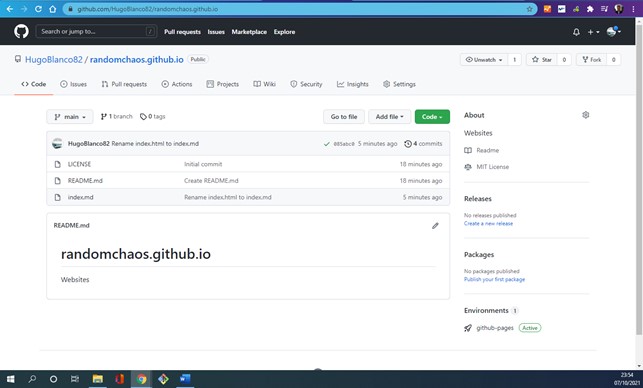 github.com/HugoBlanco82/randomchaos.github.io
Search or jump to... /
Pull requests Issues Marketplace Explore
HugoBlanco82 / randomchaos.github.io Public
Unwatch 1 Star 0 Fork 0
Code Issues Pull requests Actions Projects Wiki Security Insights Settings
main 1 branch 0 tags Go to file Add file Code
HugoBlanco82 Rename index.html to index.md 5 minutes ago 4 commits
LICENSE Initial commit 18 minutes ago
README.md Create README.md 18 minutes ago
index.md Rename index.html to index.md 5 minutes ago
README.md
randomchaos.github.io
Websites
About
Websites
Readme
MIT License
Releases
No releases published
Create a new release
Packages
No packages published
Publish your first package
Environments 1
github-pages Active
23:54
07/10/2021